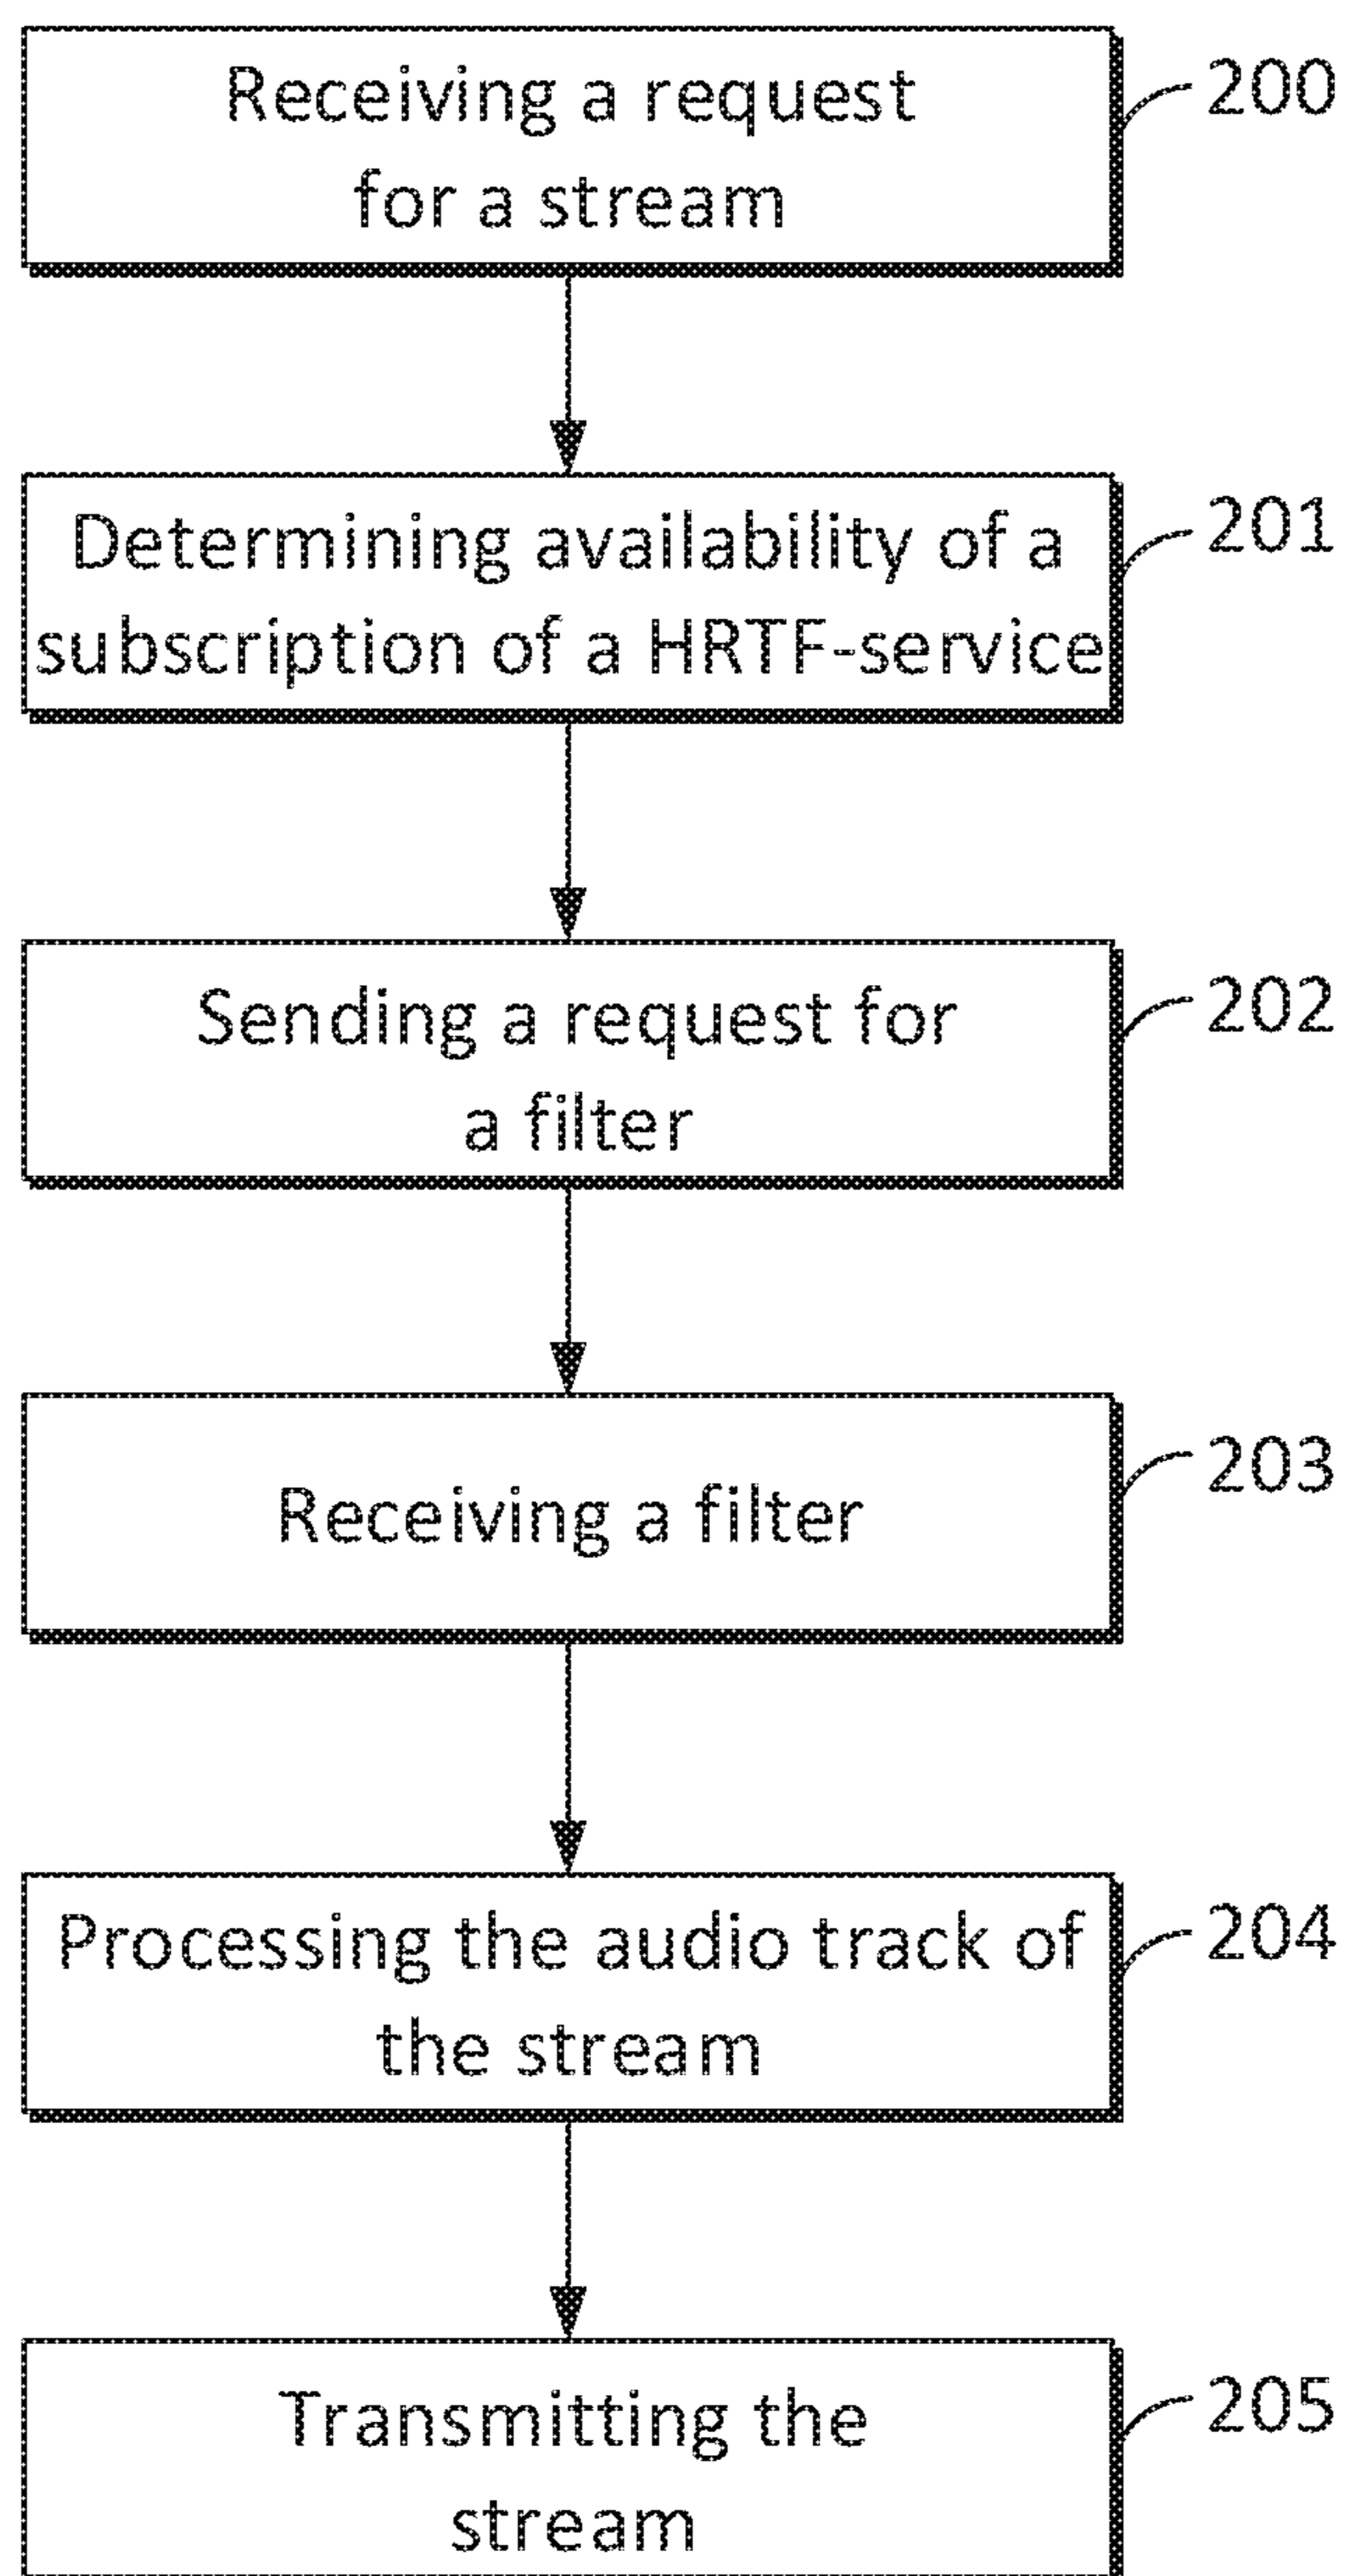 Receiving a request
for a stream
200
Determining availability of a
subscription of a HRTF-service
201
Sending a request for
a filter
202
Receiving a filter
203
Processing the audio track of
the stream
204
Transmitting the
stream
205